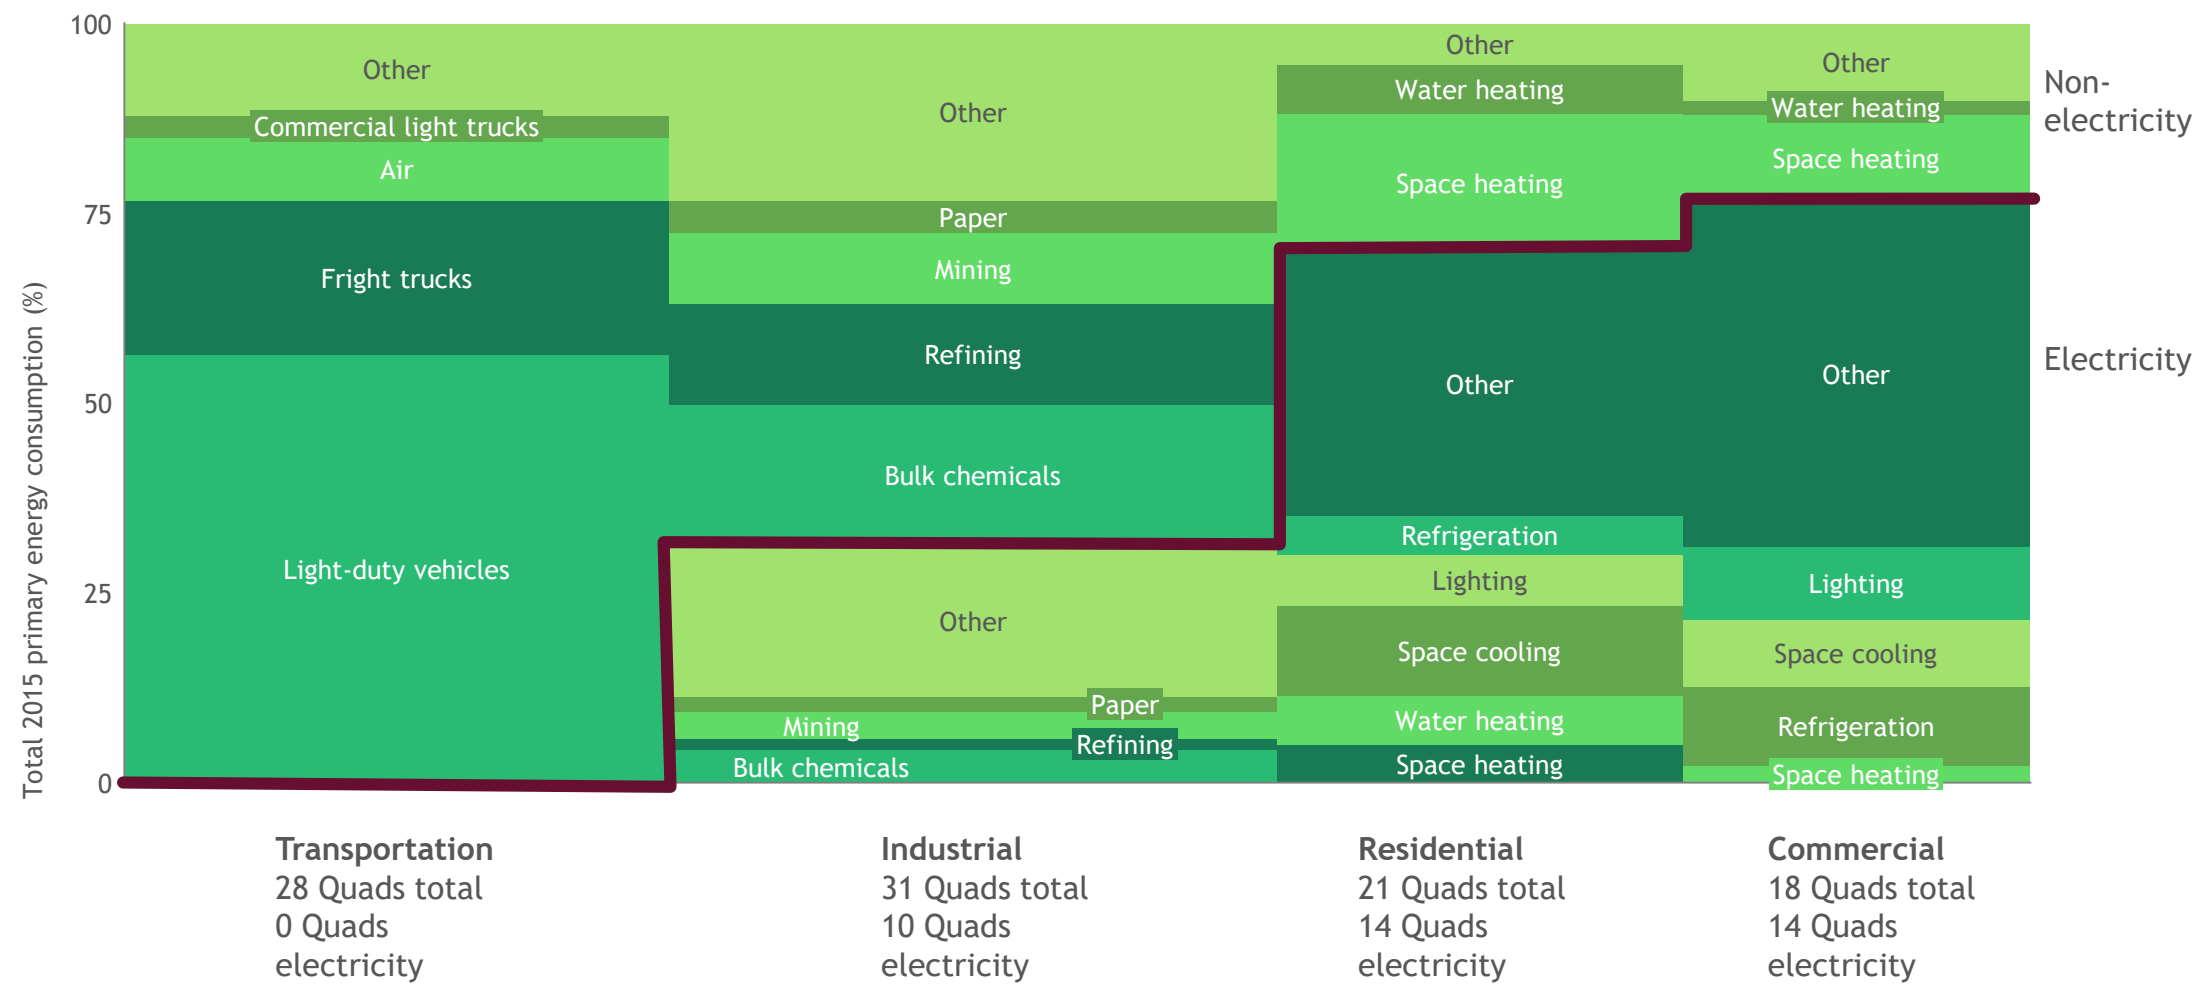 100
75
50
25
0
Total 2015 primary energy consumption (%)
Other
Commercial light trucks
Air
Fright trucks
Light-duty vehicles
Other
Paper
Mining
Refining
Bulk chemicals
Other
Paper
Mining
Refining
Bulk chemicals
Other
Water heating
Space heating
Other
Refrigeration
Lighting
Space cooling
Water heating
Space heating
Other
Water heating
Space heating
Other
Lighting
Space cooling
Refrigeration
Space heating
Non-
electricity
Electricity
Transportation
28 Quads total
0 Quads
electricity
Industrial
31 Quads total
10 Quads
electricity
Residential
21 Quads total
14 Quads
electricity
Commercial
18 Quads total
14 Quads
electricity